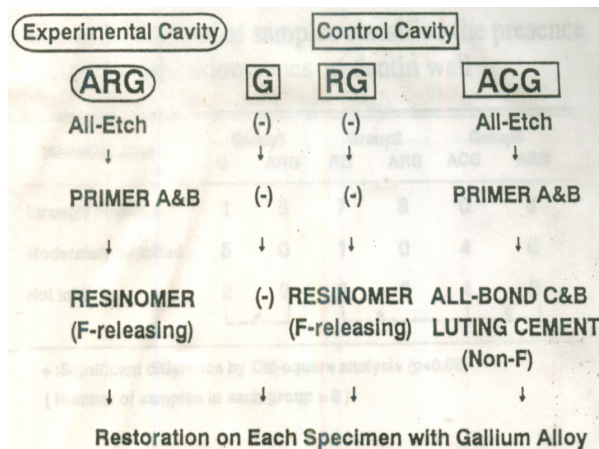 Experimental Cavity Control Cavity
ARG G RG ACG
All-Etch (-) (-) All-Etch
↓ ↓ ↓ ↓
PRIMER A&B (-) (-) PRIMER A&B
↓ ↓ ↓ ↓
RESINOMER (-) RESINOMER ALL-BOND C&B
(F-releasing) (F-releasing) LUTING CEMENT
(Non-F)
↓ ↓ ↓ ↓
Restoration on Each Specimen with Gallium Alloy